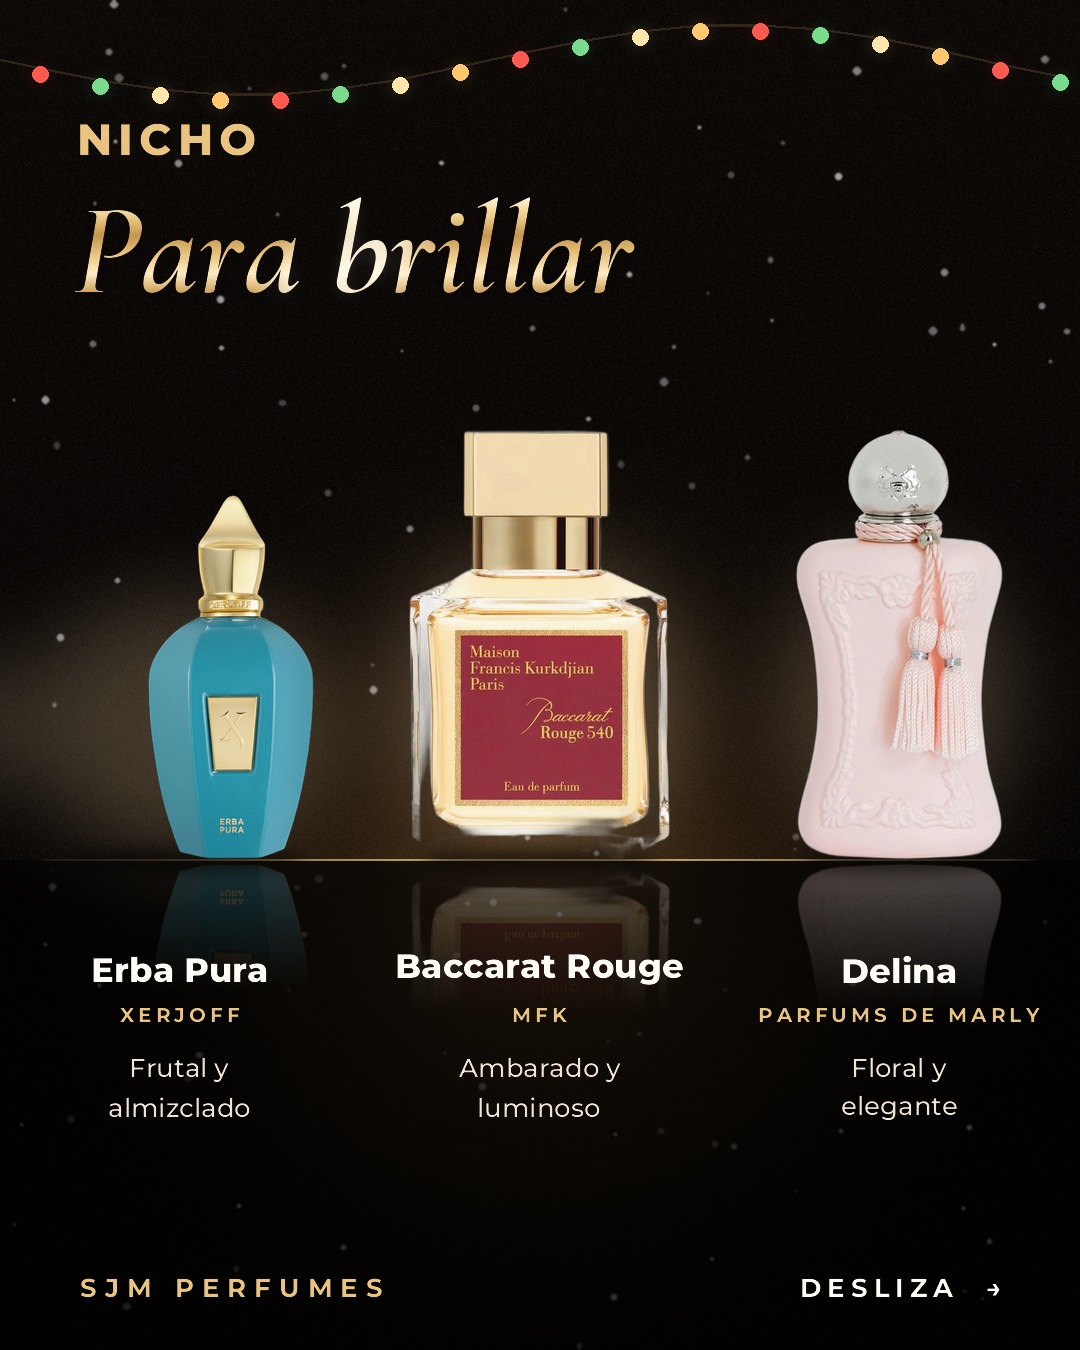 NICHO
Para brillar
X
ERBA
PURA
Maison
Francis Kurkdjian
Paris
Baccarat
Rouge 540
Eau de parfum
Erba Pura
XERJOFF
Frutal y
almizclado
Baccarat Rouge
MFK
Ambarado y
luminoso
Delina
PARFUMS DE MARLY
Floral y
elegante
SJM PERFUMES
DESLIZA →